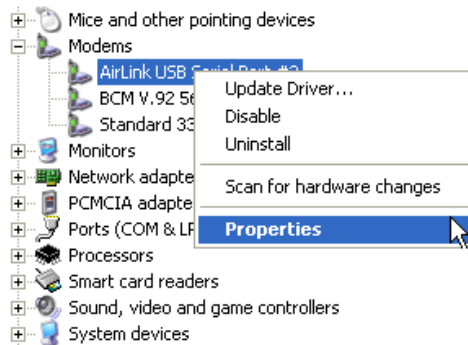 Mice and other pointing devices
Modems
AirLink USB Serial Port #2
BCM V.92 56
Standard 33
Monitors
Network adapte
PCMCIA adapte
Ports (COM & LP
Processors
Smart card readers
Sound, video and game controllers
System devices
Update Driver...
Disable
Uninstall
Scan for hardware changes
Properties